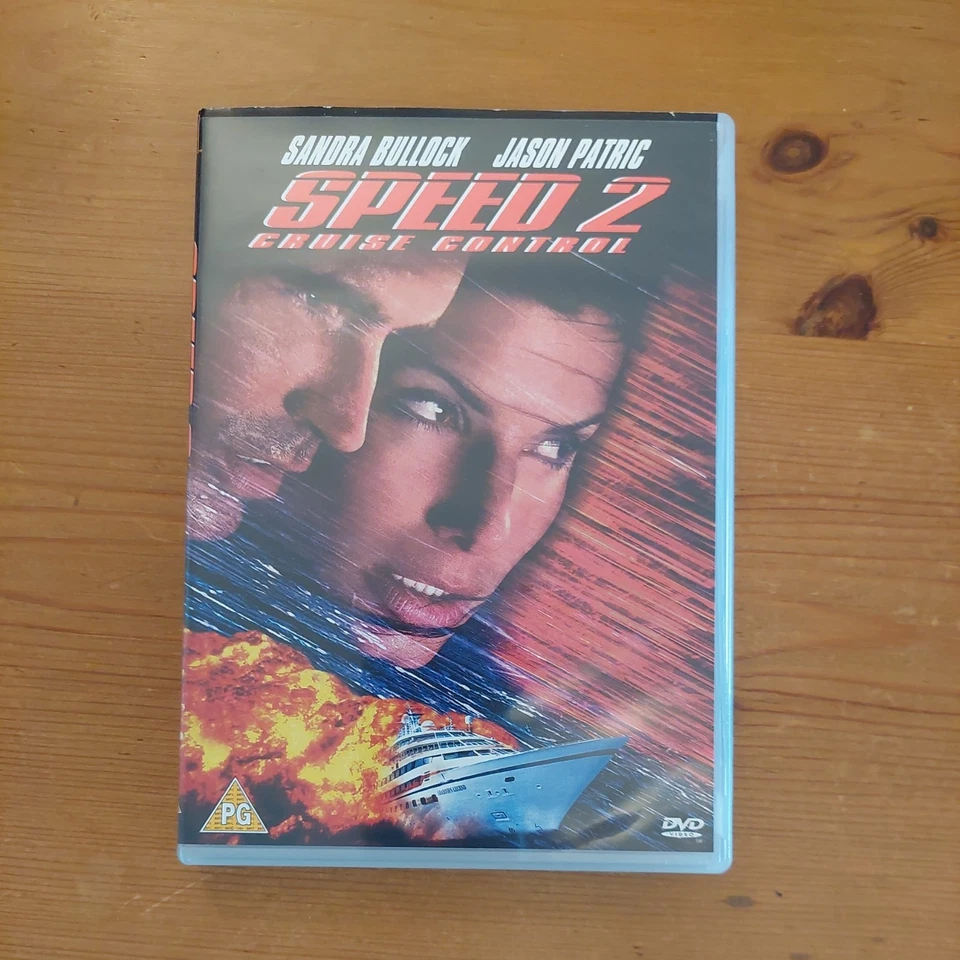 SANDRA BULLOCK JASON PATRIC
SPEED 2
CRUISE CONTROL
PG
DVD
VIDEO